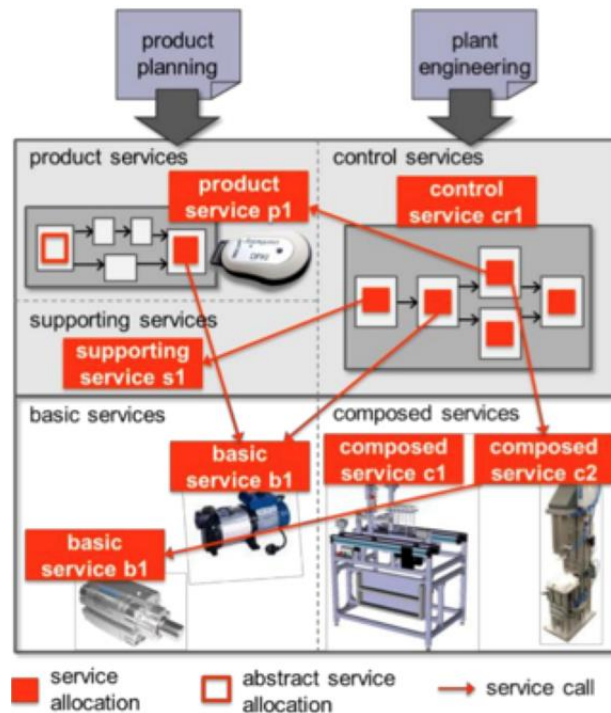 product
planning
plant
engineering
product services
control services
product
service p1
control
service cr1
supporting services
supporting
service s1
basic services
composed services
basic
service b1
composed
service c1
composed
service c2
basic
service b1
service
allocation
abstract service
allocation
service call